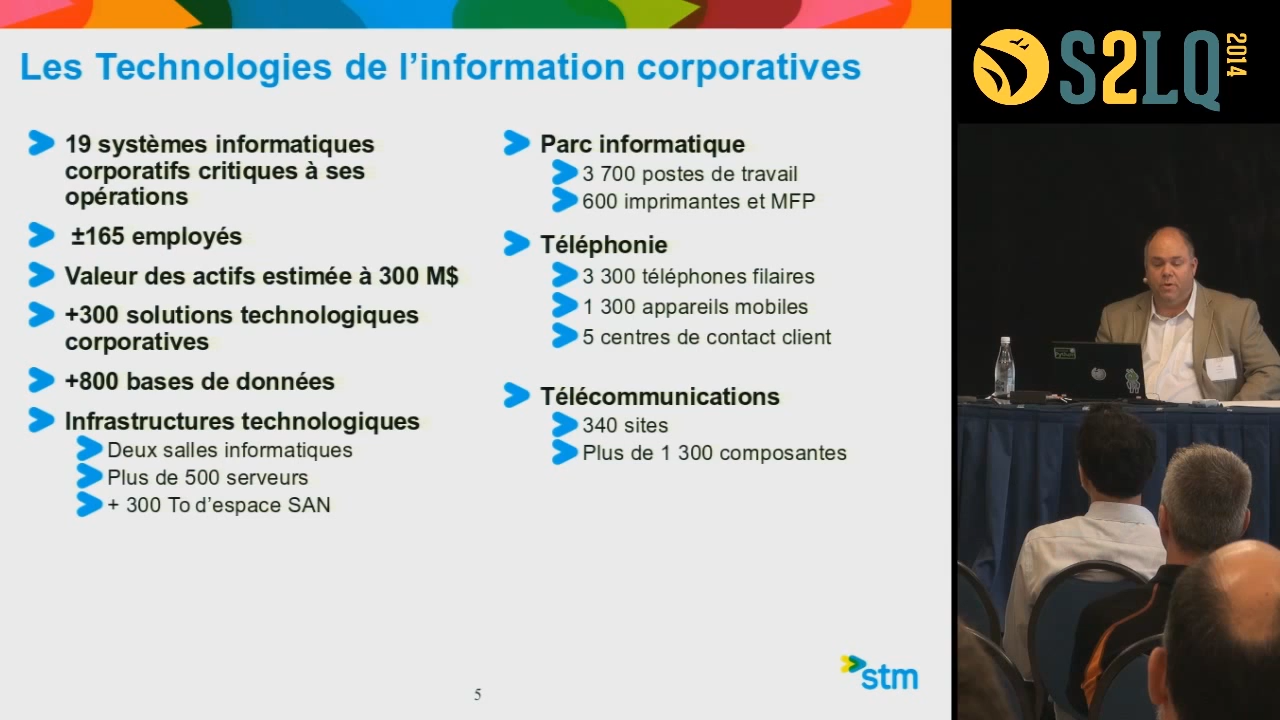 Les Technologies de l’information corporatives
19 systèmes informatiques
corporatifs critiques à ses
opérations
±165 employés
Valeur des actifs estimée à 300 M$
+300 solutions technologiques
corporatives
+800 bases de données
Infrastructures technologiques
Deux salles informatiques
Plus de 500 serveurs
+ 300 To d’espace SAN
Parc informatique
3 700 postes de travail
600 imprimantes et MFP
Téléphonie
3 300 téléphones filaires
1 300 appareils mobiles
5 centres de contact client
Télécommunications
340 sites
Plus de 1 300 composantes
stm
5
S2LQ
2014
python